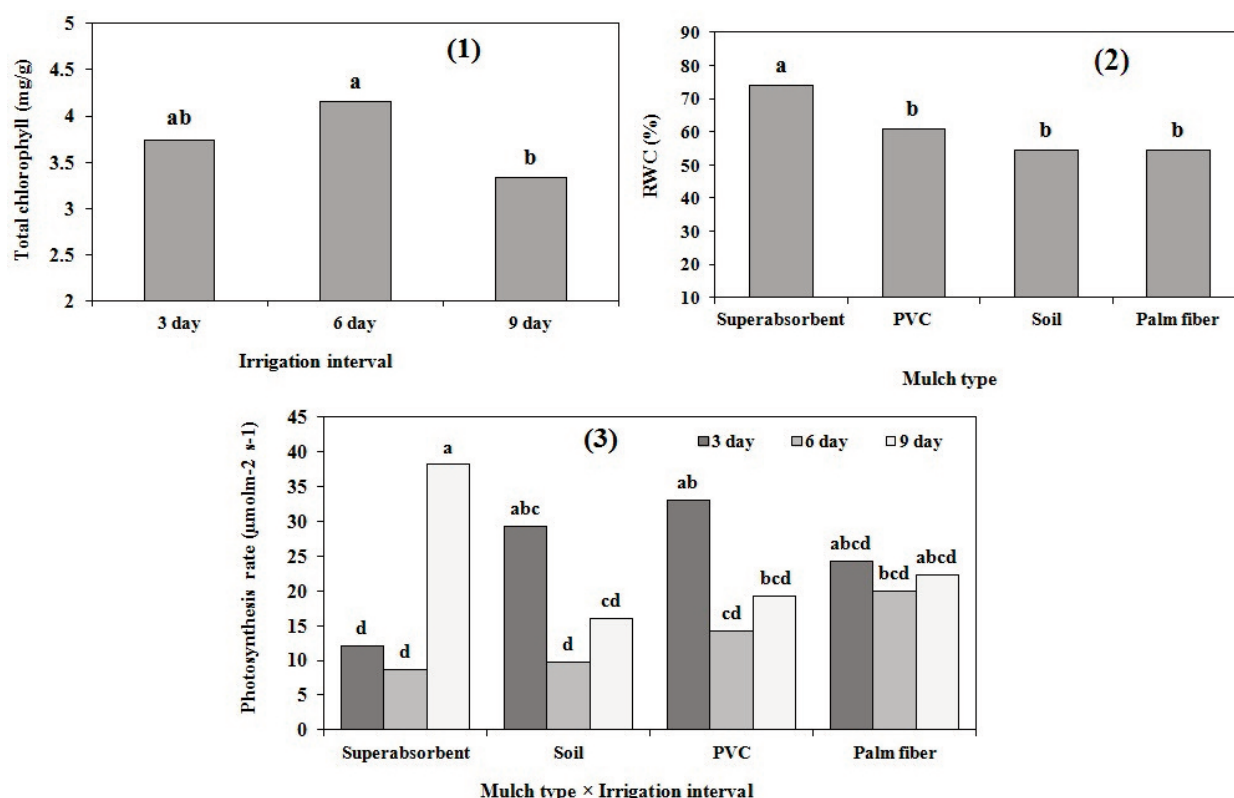 (1)
Total chlorophyll (mg/g)
5
4.5
4
3.5
3
2.5
2
ab
a
b
3 day
6 day
9 day
Irrigation interval
(2)
RWC (%)
90
80
70
60
50
40
30
20
10
a
b
b
b
Superabsorbent
PVC
Soil
Palm fiber
Mulch type
(3)
3 day
6 day
9 day
Photosynthesis rate (µmolm-2 s-1)
45
40
35
30
25
20
15
10
5
0
d
d
a
abc
d
cd
ab
cd
bcd
abcd
bcd
abcd
Superabsorbent
Soil
PVC
Palm fiber
Mulch type × Irrigation interval